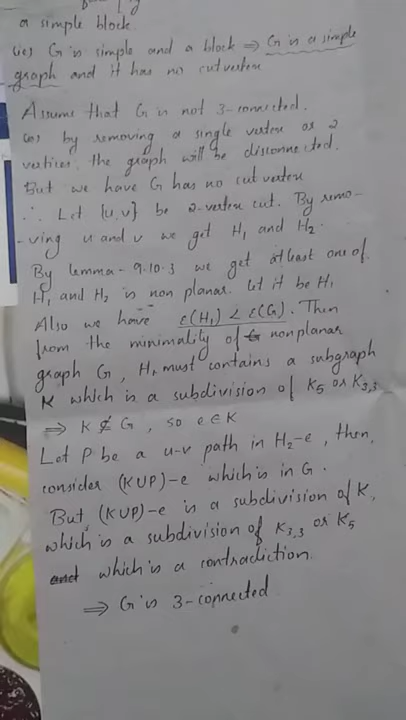 a simple block.
(ie) G is simple and a block ⇒ G is a simple
graph and it has no cutvertex
Assume that G is not 3-connected.
(ie) by removing a single vertex or 2
vertices the graph will be disconnected.
But we have G has no cut vertex
∴ Let {u,v} be 2-vertex cut. By remo-
-ving u and v we get H₁ and H₂.
By lemma-9.10.3 we get atleast one of
H₁ and H₂ is non planar. let it be H₁
Also we have ε(H₁) < ε(G). Then
from the minimality of nonplanar
graph G, H₁ must contains a subgraph
K which is a subdivision of K₅ or K₃,₃
⇒ K ⊄ G, so e ∈ K
Let P be a u-v path in H₂-e, then,
consider (K∪P)-e which is in G.
But (K∪P)-e is a subdivision of K,
which is a subdivision of K₃,₃ or K₅
which is a contradiction.
⇒ G is 3-connected